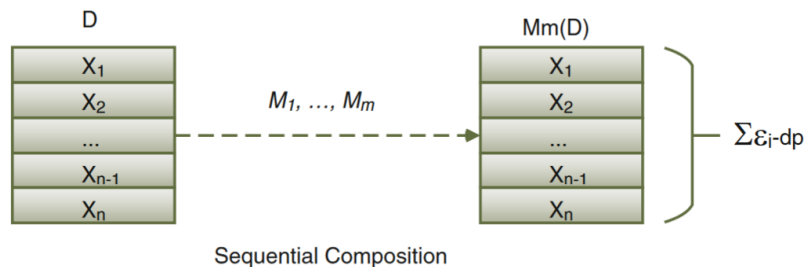 D
X₁
X₂
...
Xₙ₋₁
Xₙ
M₁, ..., Mₘ
Mm(D)
X₁
X₂
...
Xₙ₋₁
Xₙ
Σεᵢ-dp
Sequential Composition